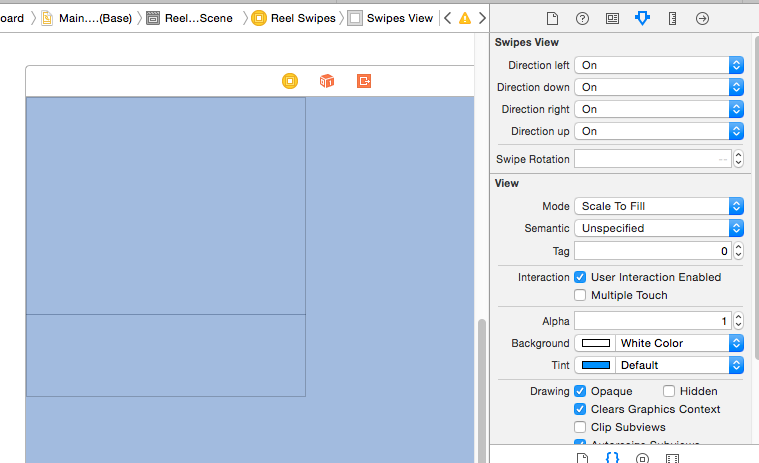 oard Main....(Base) Reel...Scene Reel Swipes Swipes View
Swipes View
Direction left On
Direction down On
Direction right On
Direction up On
Swipe Rotation --
View
Mode Scale To Fill
Semantic Unspecified
Tag 0
Interaction User Interaction Enabled
Multiple Touch
Alpha 1
Background White Color
Tint Default
Drawing Opaque Hidden
Clears Graphics Context
Clip Subviews
Autoresize Subviews